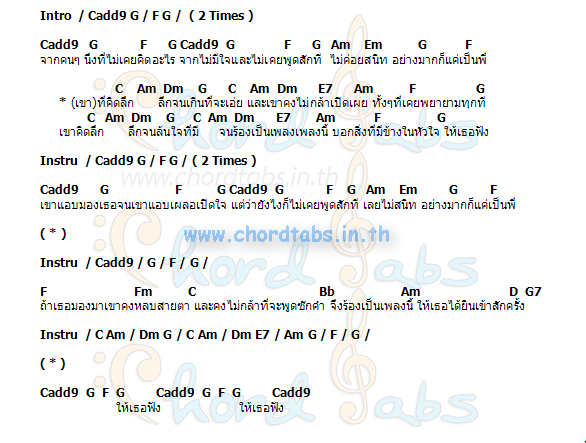 Intro / Cadd9 G / F G / ( 2 Times )
Cadd9 G F G Cadd9 G F G Am Em G F
จากคนๆ นึงที่ไม่เคยคิดอะไร จากไม่มีใจและไม่เคยพูดสักที ไม่ค่อยสนิท อย่างมากก็แค่เป็นพี่
C Am Dm G C Am Dm E7 Am F G
* (เขา)ที่คิดลึก ลึกจนเกินที่จะเอ่ย และเขาคงไม่กล้าเปิดเผย ทั้งๆที่เคยพยายามทุกที
C Am Dm G C Am Dm E7 Am F G
เขาคิดลึก ลึกจนล้นใจที่มี จนร้องเป็นเพลงเพลงนี้ บอกสิ่งที่มีข้างในหัวใจ ให้เธอฟัง
Instru / Cadd9 G / F G / ( 2 Times )
www.chordtabs.in.th
Cadd9 G F G Cadd9 G F G Am Em G F
เขาแอบมองเธอจนเขาแอบเผลอเปิดใจ แต่ว่ายังไงก็ไม่เคยพูดสักที เลยไม่สนิท อย่างมากก็แค่เป็นพี่
( * )
www.chordtabs.in.th
Instru / Cadd9 / G / F / G /
Chord Tabs
F Fm C Bb Am D G7
ถ้าเธอมองมาเขาคงหลบสายตา และคงไม่กล้าที่จะพูดซักคำ จึงร้องเป็นเพลงนี้ ให้เธอได้ยินเข้าสักครั้ง
Instru / C Am / Dm G / C Am / Dm E7 / Am G / F / G /
( * )
Cadd9 G F G Cadd9 G F G Cadd9
ให้เธอฟัง ให้เธอฟัง
Chord Tabs